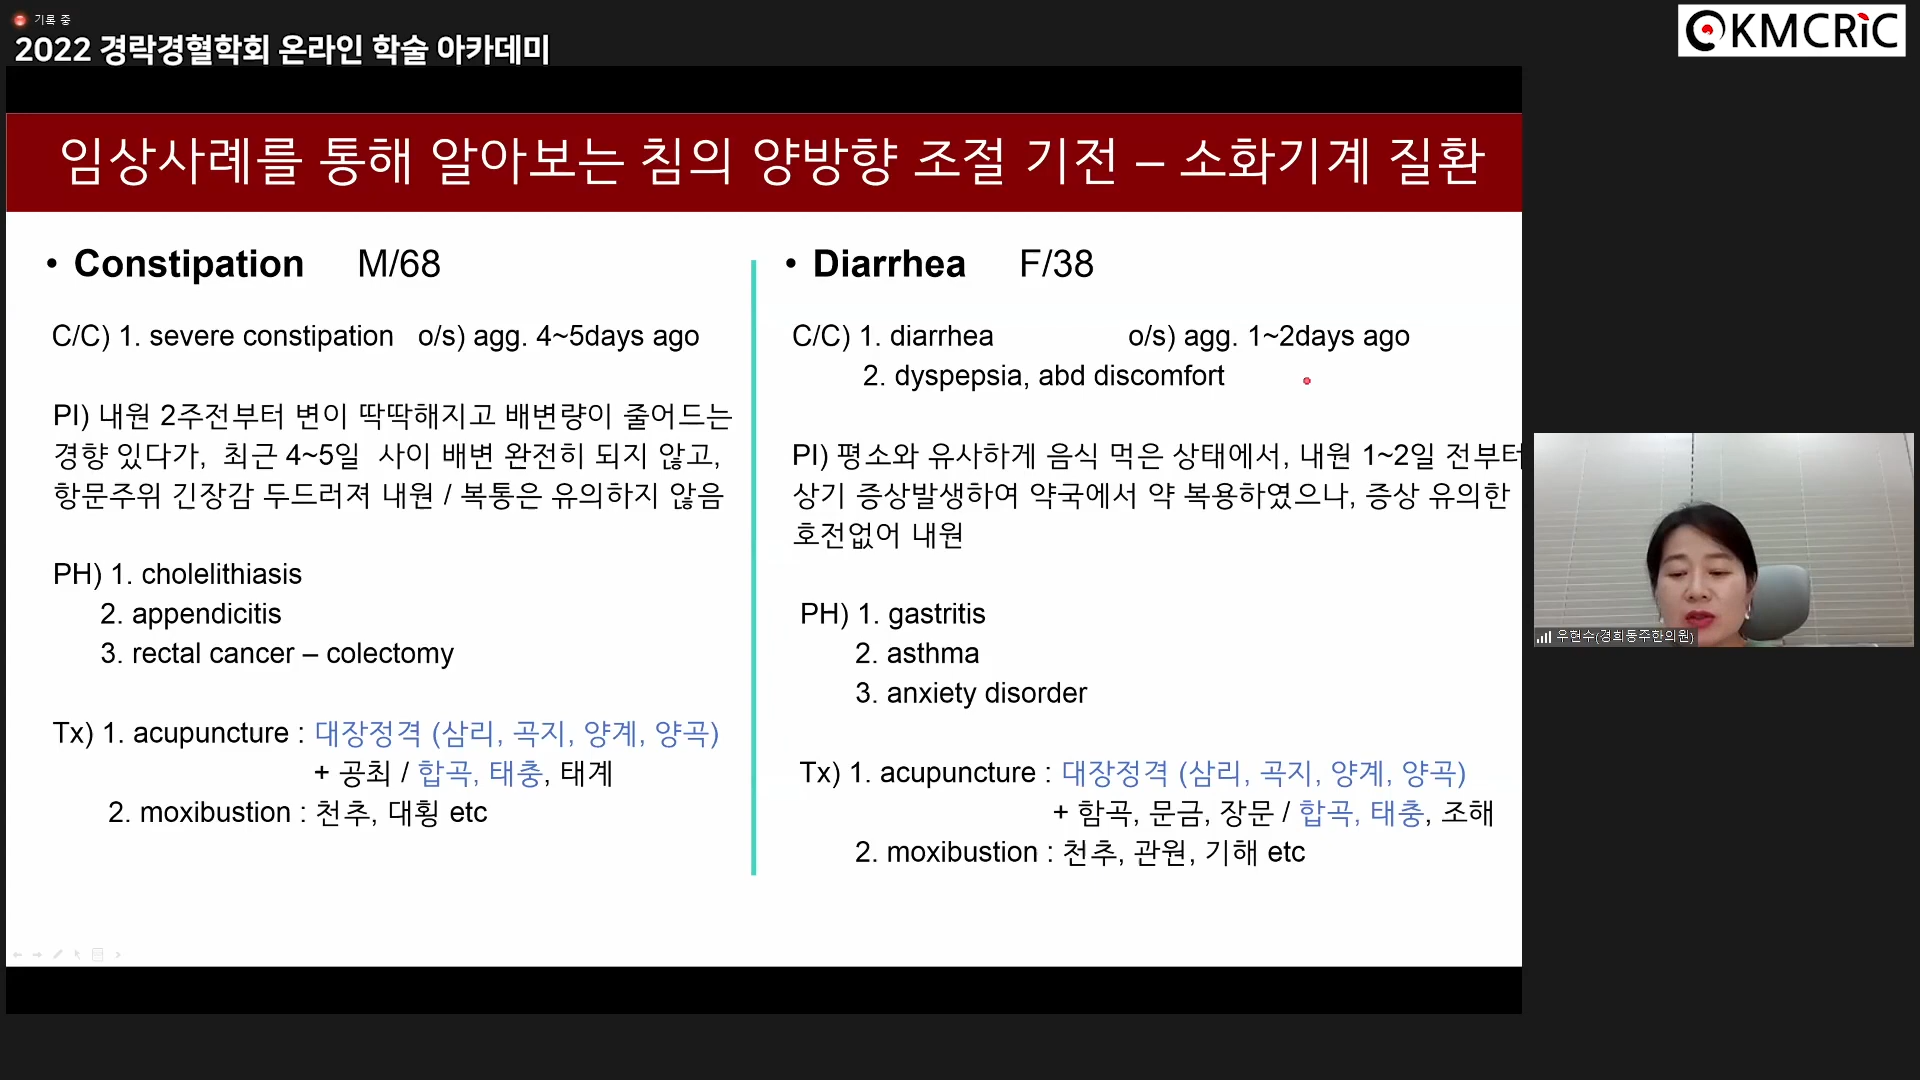 기록 중
2022 경락경혈학회 온라인 학술 아카데미
KMCRiC
임상사례를 통해 알아보는 침의 양방향 조절 기전 – 소화기계 질환
• Constipation M/68
C/C) 1. severe constipation o/s) agg. 4~5days ago
PI) 내원 2주전부터 변이 딱딱해지고 배변량이 줄어드는
경향 있다가, 최근 4~5일 사이 배변 완전히 되지 않고,
항문주위 긴장감 두드러져 내원 / 복통은 유의하지 않음
PH) 1. cholelithiasis
2. appendicitis
3. rectal cancer – colectomy
Tx) 1. acupuncture : 대장정격 (삼리, 곡지, 양계, 양곡)
+ 공최 / 합곡, 태충, 태계
2. moxibustion : 천추, 대횡 etc
• Diarrhea F/38
C/C) 1. diarrhea o/s) agg. 1~2days ago
2. dyspepsia, abd discomfort
PI) 평소와 유사하게 음식 먹은 상태에서, 내원 1~2일 전부터
상기 증상발생하여 약국에서 약 복용하였으나, 증상 유의한
호전없어 내원
PH) 1. gastritis
2. asthma
3. anxiety disorder
Tx) 1. acupuncture : 대장정격 (삼리, 곡지, 양계, 양곡)
+ 함곡, 문금, 장문 / 합곡, 태충, 조해
2. moxibustion : 천추, 관원, 기해 etc
우현수(경희동주한의원)